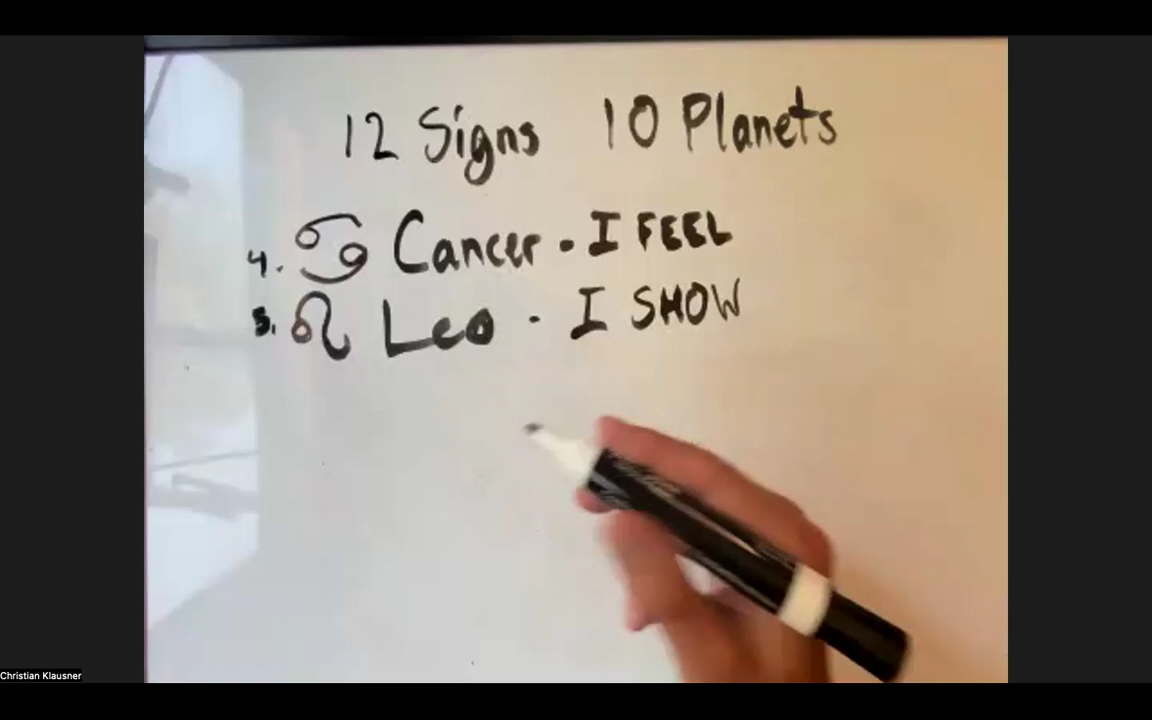 12 Signs 10 Planets
4. ♋ Cancer - I FEEL
5. ♌ Leo - I SHOW
Christian Klausner